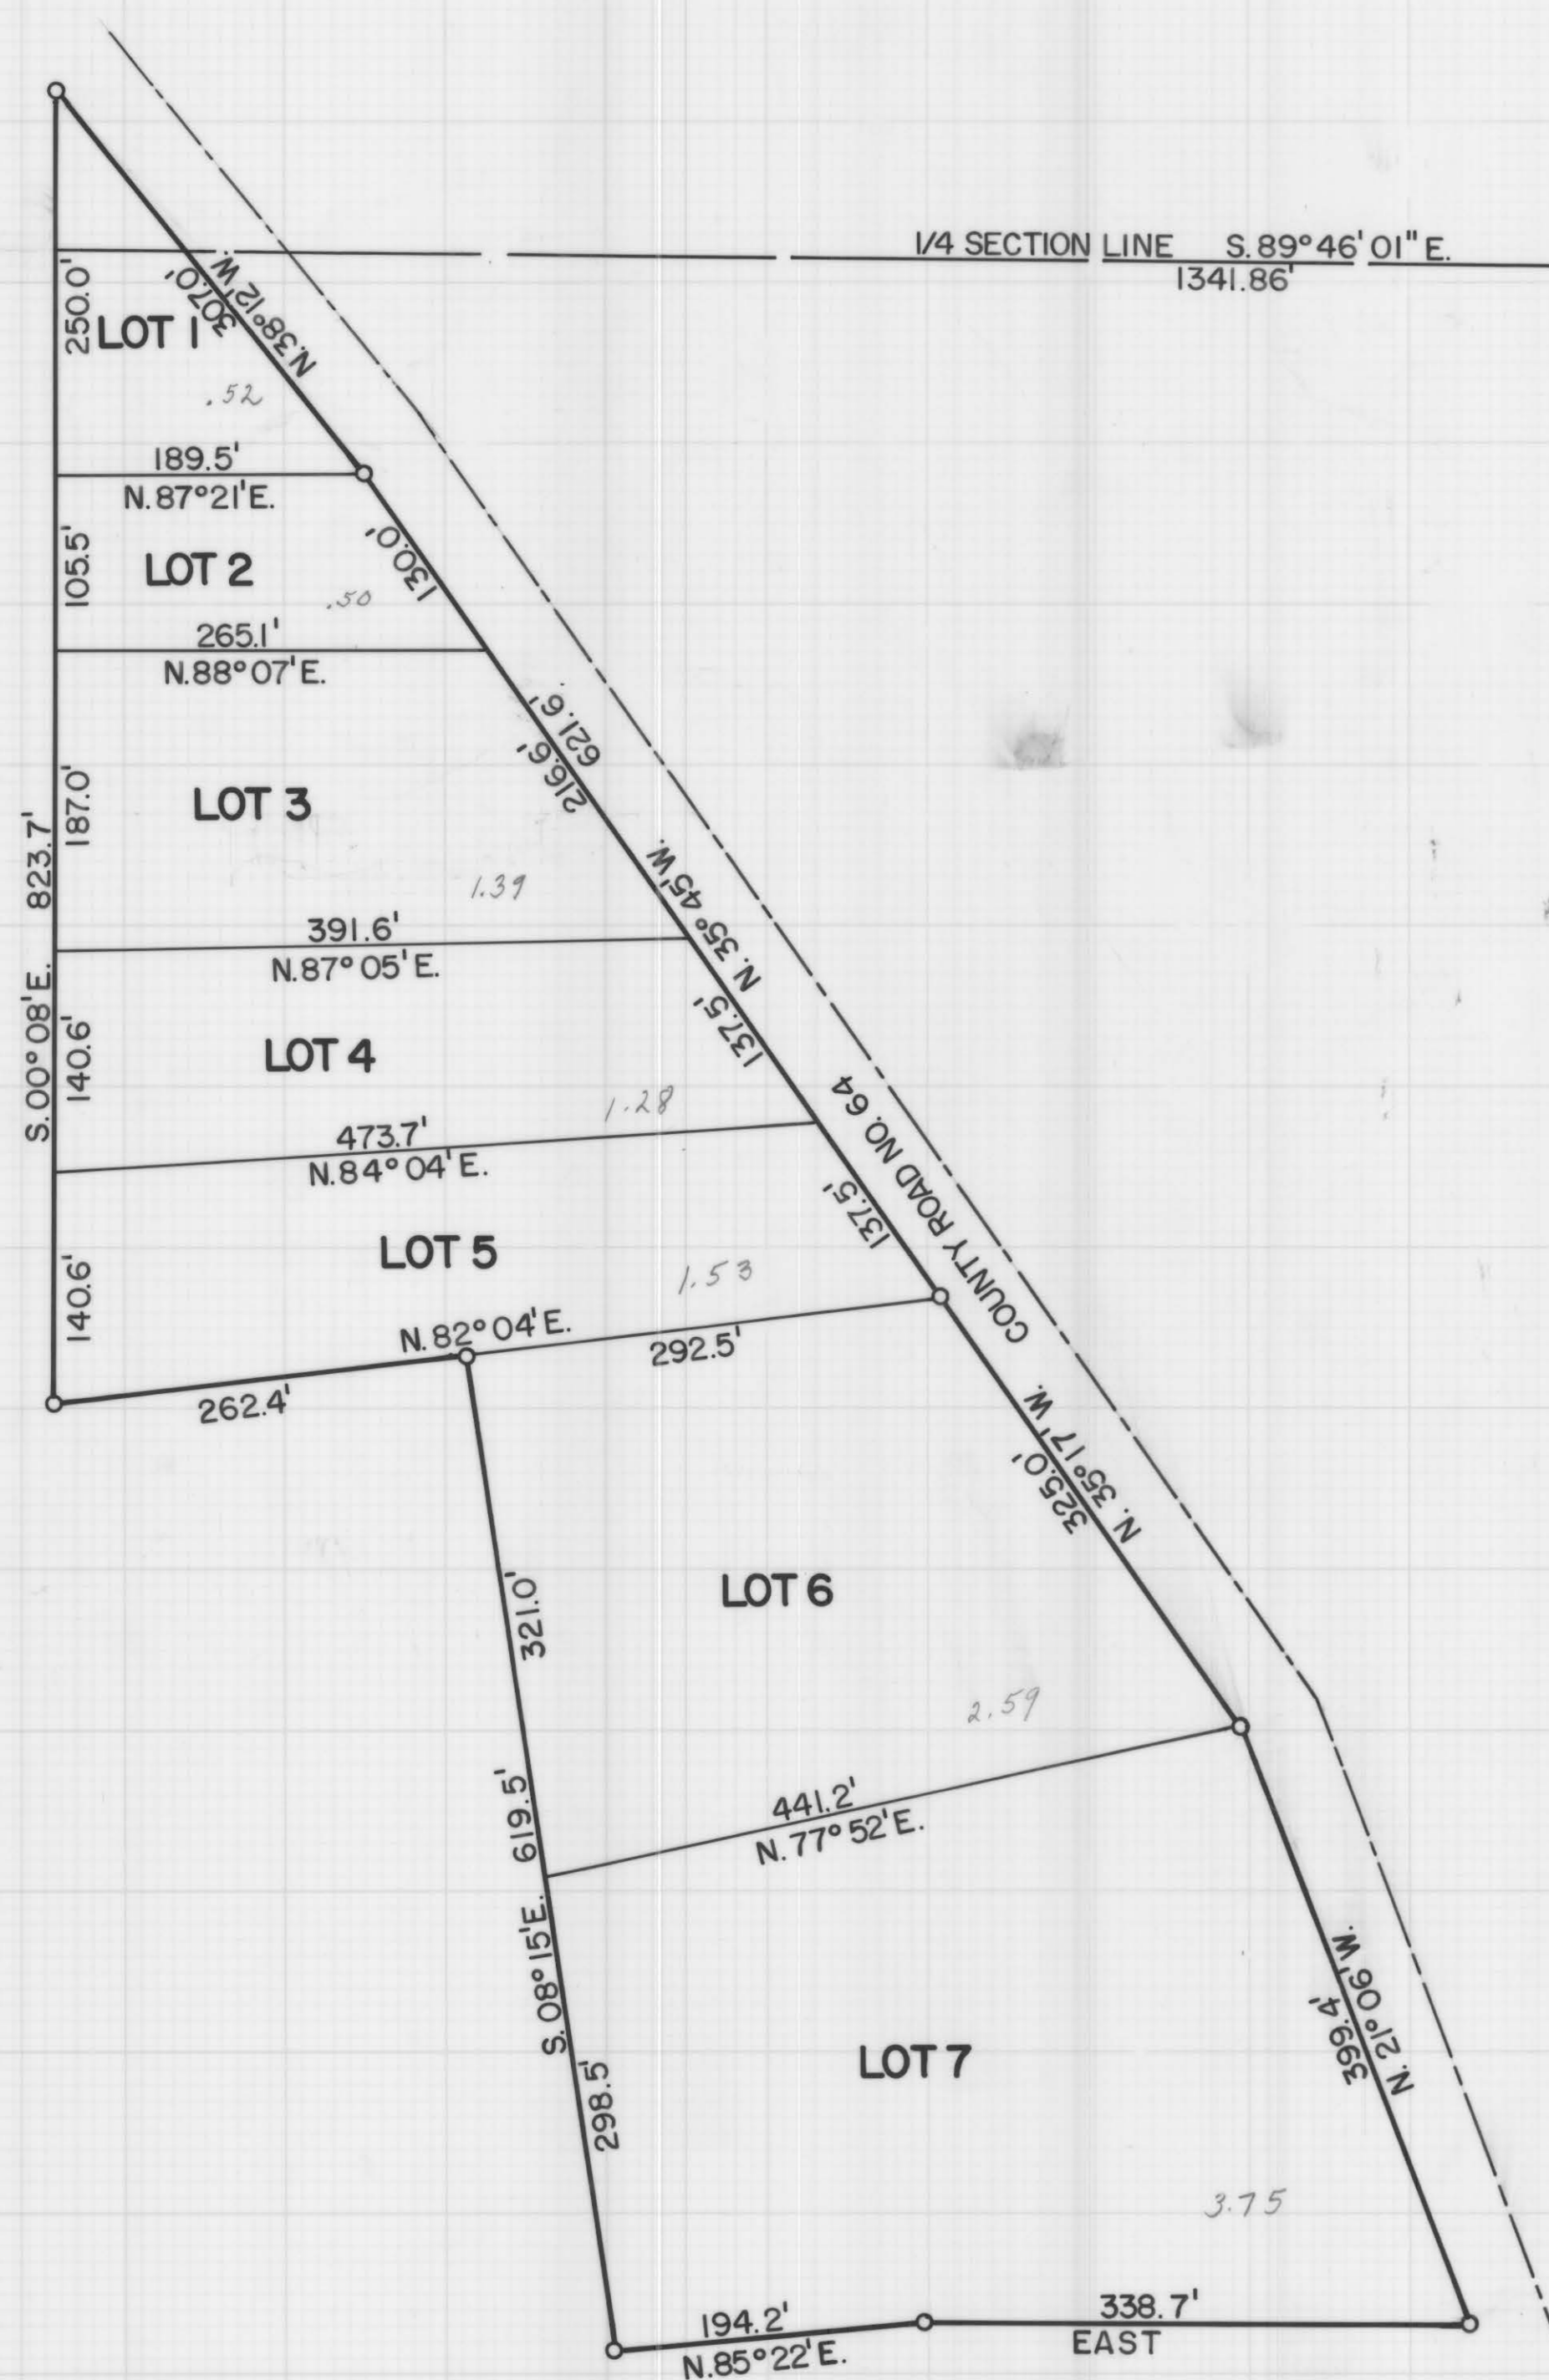 1/4 SECTION LINE S.89°46'01"E.
1341.86'
250.0'
LOT 1
307.0'
N.38°12'W.
.52
189.5'
N.87°21'E.
105.5'
LOT 2
130.0'
.50
265.1'
N.88°07'E.
187.0'
LOT 3
216.6'
621.6'
N.35°45'W.
1.39
S.00°08'E. 823.7'
391.6'
N.87°05'E.
140.6'
LOT 4
137.5'
1.28
473.7'
N.84°04'E.
COUNTY ROAD NO. 64
140.6'
LOT 5
137.5'
1.53
N.82°04'E.
292.5'
262.4'
325.0'
N.35°17'W.
321.0'
LOT 6
2.59
441.2'
N.77°52'E.
S.08°15'E. 619.5'
399.4'
N.21°06'W.
LOT 7
298.5'
3.75
194.2'
N.85°22'E.
338.7'
EAST